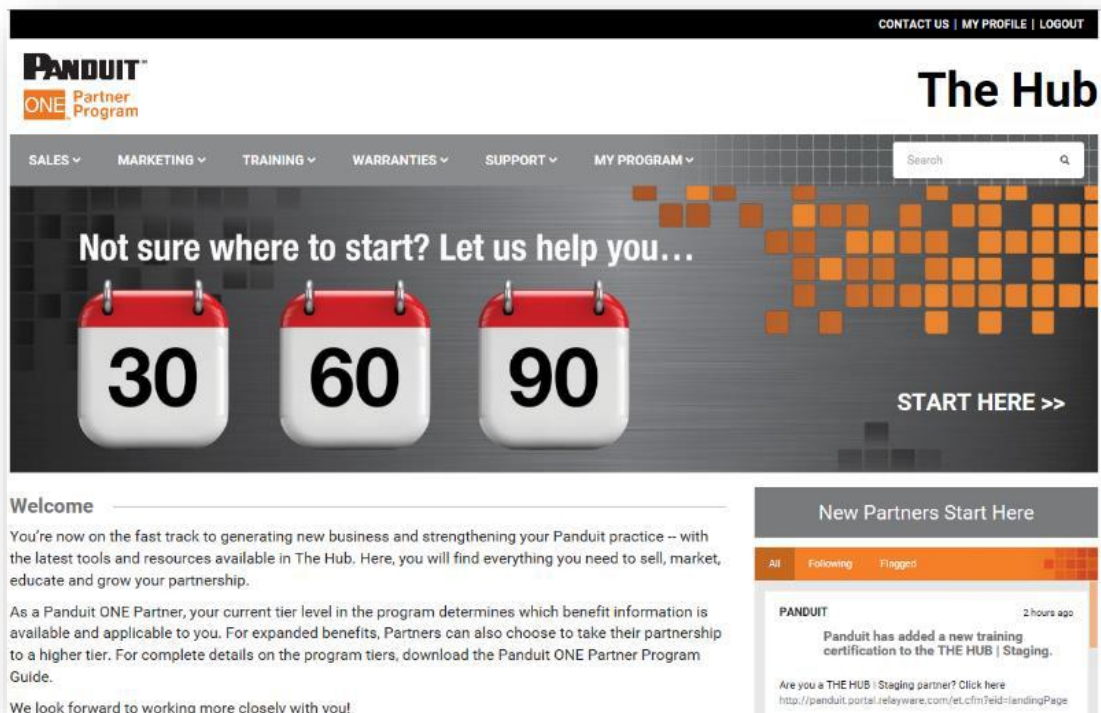 CONTACT US | MY PROFILE | LOGOUT
PANDUIT™
ONE Partner
Program
The Hub
SALES MARKETING TRAINING WARRANTIES SUPPORT MY PROGRAM Search
Not sure where to start? Let us help you...
30 60 90
START HERE >>
Welcome
You're now on the fast track to generating new business and strengthening your Panduit practice -- with
the latest tools and resources available in The Hub. Here, you will find everything you need to sell, market,
educate and grow your partnership.
As a Panduit ONE Partner, your current tier level in the program determines which benefit information is
available and applicable to you. For expanded benefits, Partners can also choose to take their partnership
to a higher tier. For complete details on the program tiers, download the Panduit ONE Partner Program
Guide.
We look forward to working more closely with you!
New Partners Start Here
All Following Flagged
PANDUIT 2 hours ago
Panduit has added a new training
certification to the THE HUB | Staging.
Are you a THE HUB | Staging partner? Click here
http://panduit.portal.relayware.com/et.cfm?eid=landingPage